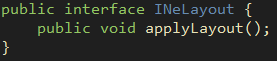 public interface INeLayout {
    public void applyLayout();
}